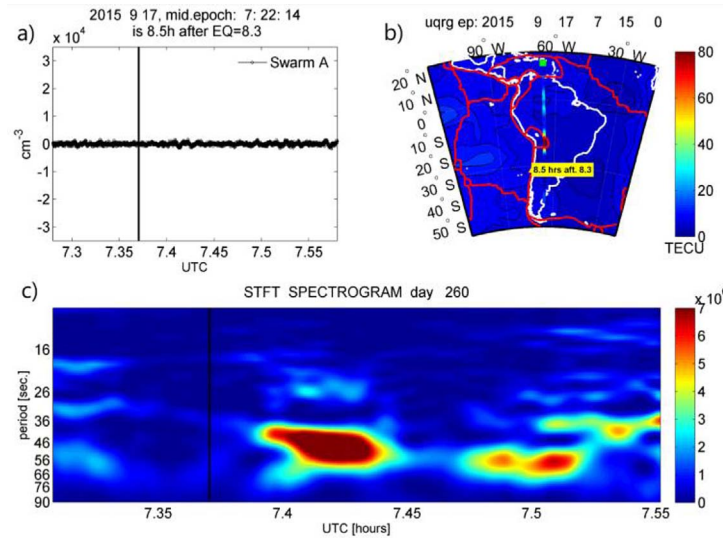 a)
2015 9 17, mid.epoch: 7: 22: 14
is 8.5h after EQ=8.3
x 10⁴
Swarm A
3
2
1
0
-1
-2
-3
cm⁻³
7.3 7.35 7.4 7.45 7.5 7.55
UTC
b)
uqrg ep: 2015 9 17 7 15 0
90° W
60° W
30° W
20° N
10° N
0°
10° S
20° S
30° S
40° S
50° S
8.5 hrs aft. 8.3
80
60
40
20
0
TECU
c)
STFT SPECTROGRAM day 260
period [sec.]
16
26
36
46
56
66
76
90
7.35 7.4 7.45 7.5 7.55
UTC [hours]
7
6
5
4
3
2
1
0